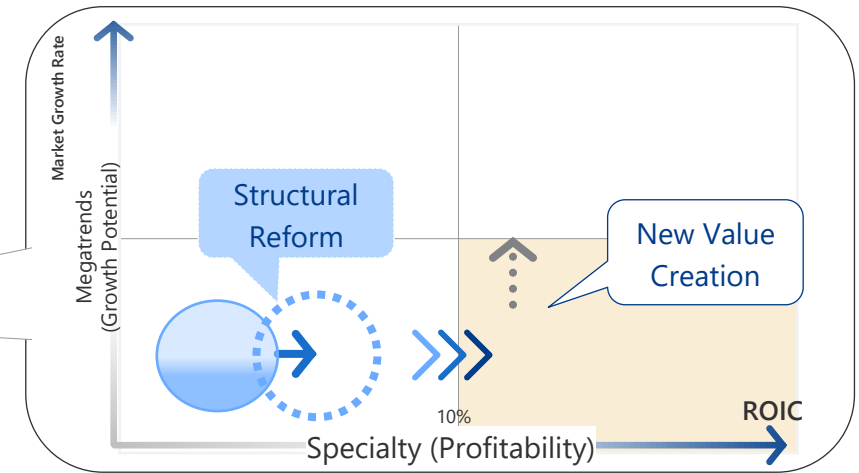 Market Growth Rate
Megatrends
(Growth Potential)
Structural
Reform
New Value
Creation
10%
ROIC
Specialty (Profitability)